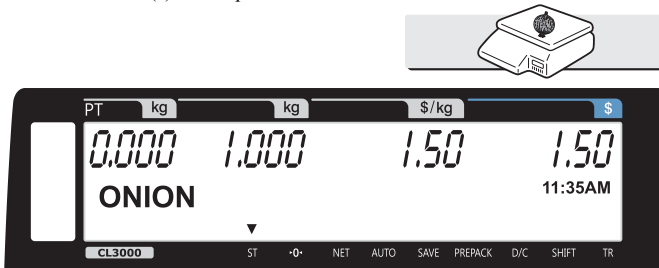 PT kg kg $/kg $
0.000 1.000 1.50 1.50
ONION 11:35AM
▼
CL3000 ST ►0◄ NET AUTO SAVE PREPACK D/C SHIFT TR